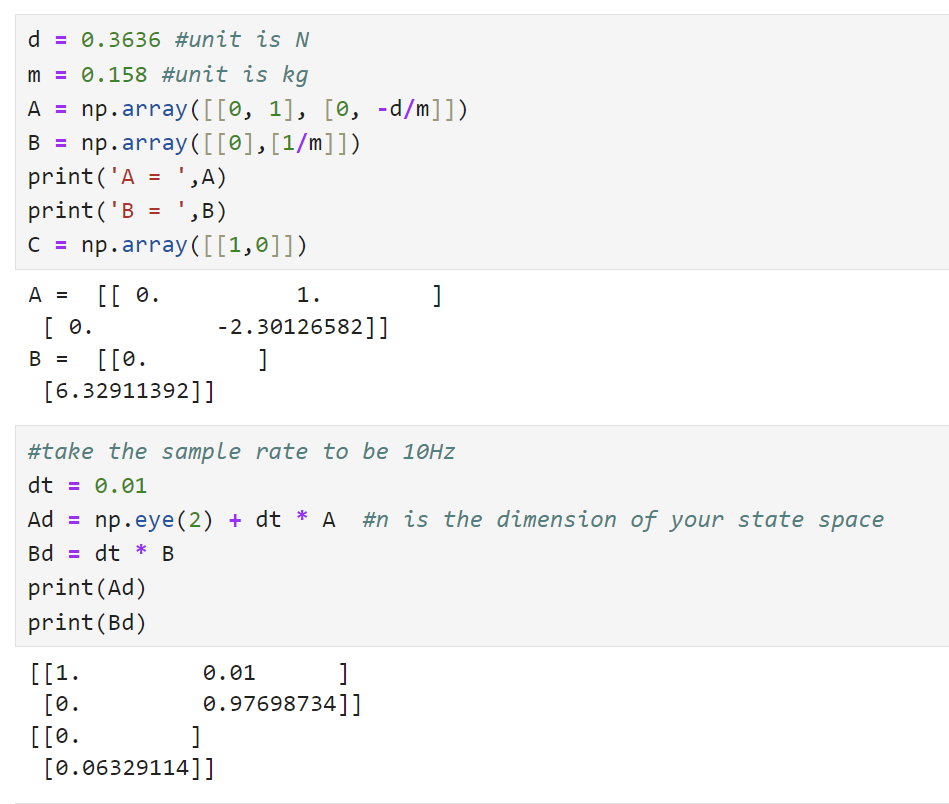 d = 0.3636 #unit is N
m = 0.158 #unit is kg
A = np.array([[0, 1], [0, -d/m]])
B = np.array([[0],[1/m]])
print('A = ',A)
print('B = ',B)
C = np.array([[1,0]])
A =  [[ 0.          1.        ]
 [ 0.         -2.30126582]]
B =  [[0.        ]
 [6.32911392]]
#take the sample rate to be 10Hz
dt = 0.01
Ad = np.eye(2) + dt * A  #n is the dimension of your state space
Bd = dt * B
print(Ad)
print(Bd)
[[1.         0.01      ]
 [0.         0.97698734]]
[[0.        ]
 [0.06329114]]